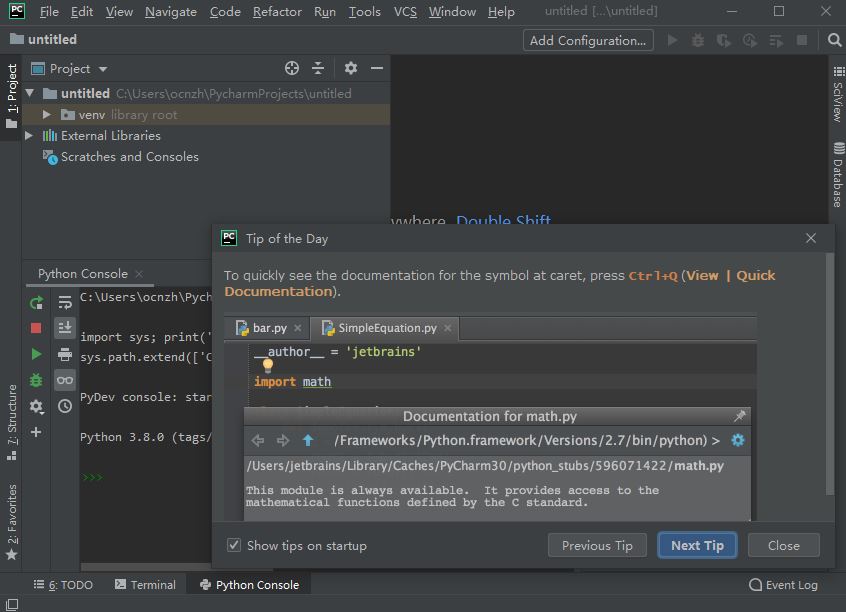 PC File Edit View Navigate Code Refactor Run Tools VCS Window Help untitled [...\untitled]
untitled Add Configuration...
1: Project
Project
untitled C:\Users\ocnzh\PycharmProjects\untitled
venv library root
External Libraries
Scratches and Consoles
SciView
Database
Double Shift
PC Tip of the Day
To quickly see the documentation for the symbol at caret, press Ctrl+Q (View | Quick
Documentation).
bar.py SimpleEquation.py
__author__ = 'jetbrains'
import math
Documentation for math.py
/Frameworks/Python.framework/Versions/2.7/bin/python) >
/Users/jetbrains/Library/Caches/PyCharm30/python_stubs/596071422/math.py
This module is always available. It provides access to the
mathematical functions defined by the C standard.
Show tips on startup Previous Tip Next Tip Close
Python Console
C:\Users\ocnzh\Pych
import sys; print('
sys.path.extend(['C
PyDev console: star
Python 3.8.0 (tags/
>>>
7: Structure
2: Favorites
6: TODO Terminal Python Console Event Log